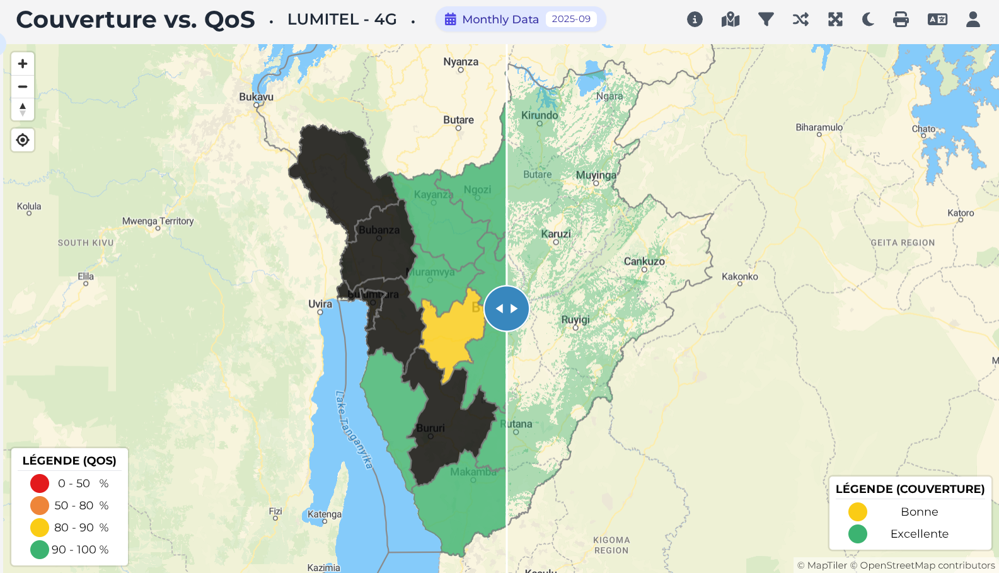 Couverture vs. QoS · LUMITEL - 4G · Monthly Data 2025-09
Nyanza
Bukavu
Ngara
Kirundo
Butare
Biharamulo
Chato
Butare
Muyinga
Kayanza
Ngozi
Kolula
Katoro
Mwenga Territory
Bubanza
Karuzi
SOUTH KIVU
GEITA REGION
Cankuzo
Muramvya
Elila
Kakonko
Bujumbura
Uvira
B
Ruyigi
M
Lake Tanganyika
Rutana
Bururi
Makamba
LÉGENDE (QOS)
0 - 50 %
50 - 80 %
80 - 90 %
90 - 100 %
Fizi
Katenga
Kazimia
LÉGENDE (COUVERTURE)
Bonne
Excellente
KIGOMA
REGION
© MapTiler © OpenStreetMap contributors